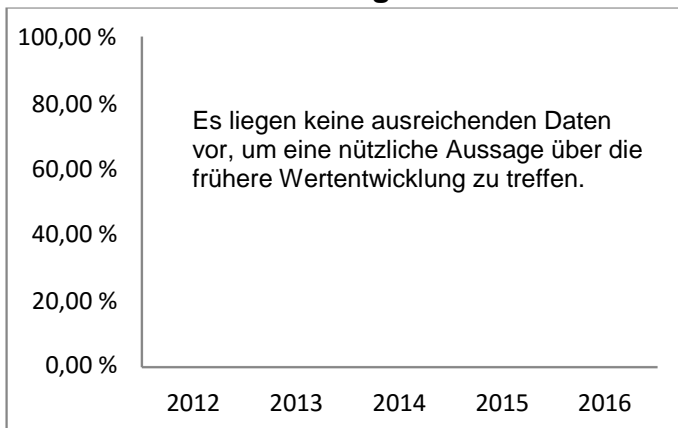 100,00 %
80,00 %
Es liegen keine ausreichenden Daten
vor, um eine nützliche Aussage über die
frühere Wertentwicklung zu treffen.
60,00 %
40,00 %
20,00 %
0,00 %
2012 2013 2014 2015 2016